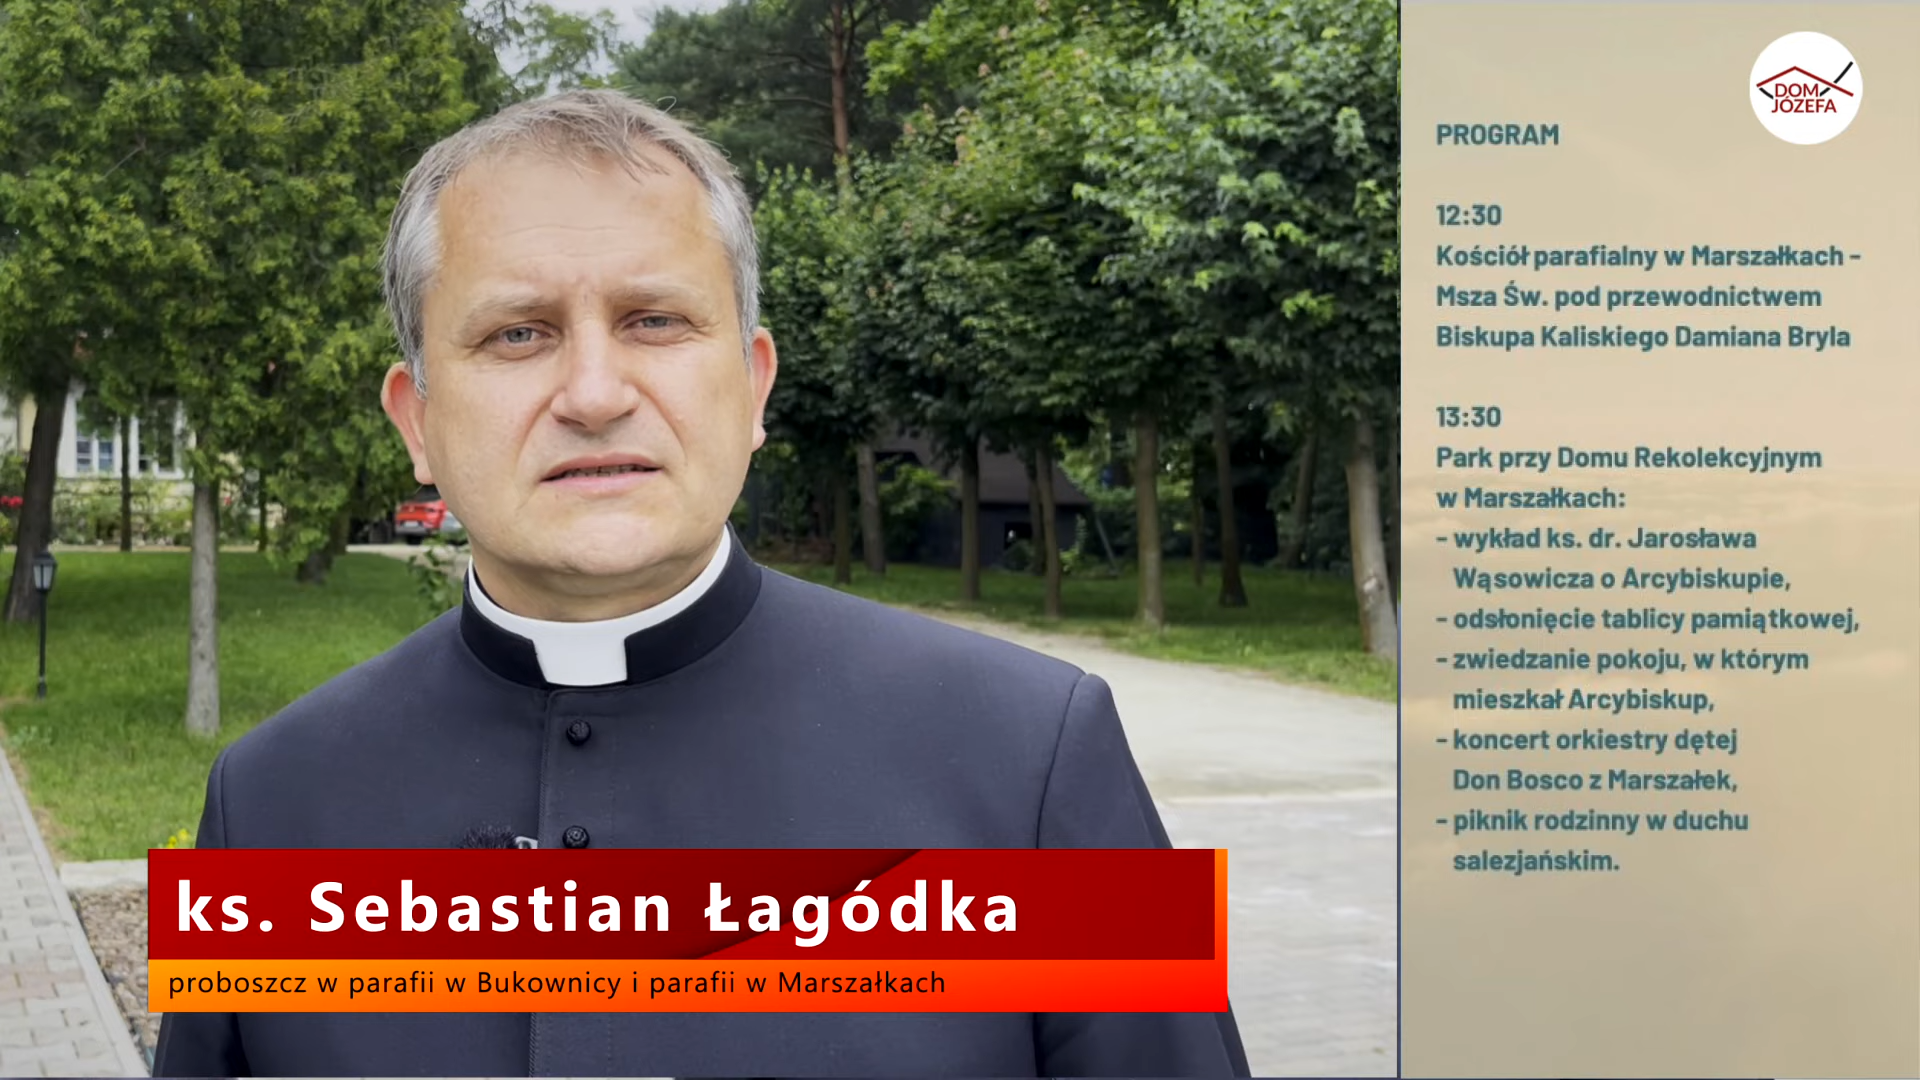 DOM
JÓZEFA
PROGRAM
12:30
Kościół parafialny w Marszałkach -
Msza Św. pod przewodnictwem
Biskupa Kaliskiego Damiana Bryla
13:30
Park przy Domu Rekolekcyjnym
w Marszałkach:
- wykład ks. dr. Jarosława
Wąsowicza o Arcybiskupie,
- odsłonięcie tablicy pamiątkowej,
- zwiedzanie pokoju, w którym
mieszkał Arcybiskup,
- koncert orkiestry dętej
Don Bosco z Marszałek,
- piknik rodzinny w duchu
salezjańskim.
ks. Sebastian Łagódka
proboszcz w parafii w Bukownicy i parafii w Marszałkach